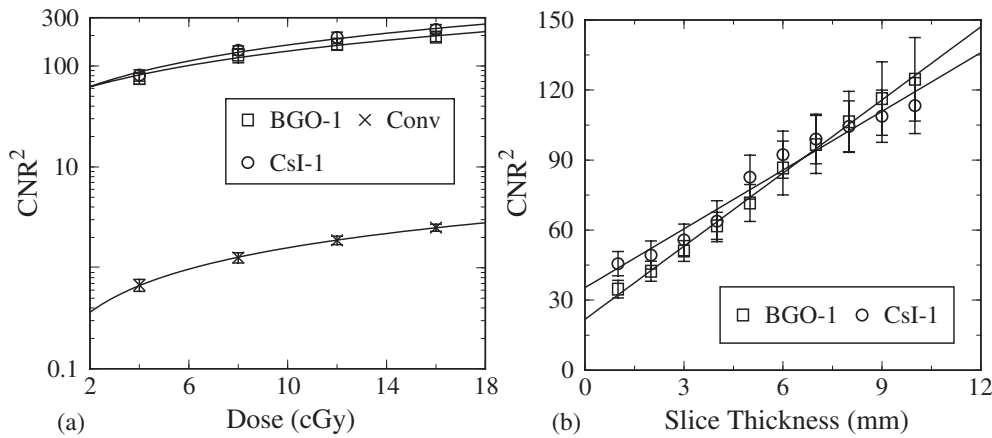 300
100
10
1
0.1
CNR²
2 6 10 14 18
Dose (cGy)
BGO-1 Conv
CsI-1
(a)
150
120
90
60
30
0
CNR²
0 3 6 9 12
Slice Thickness (mm)
BGO-1 CsI-1
(b)